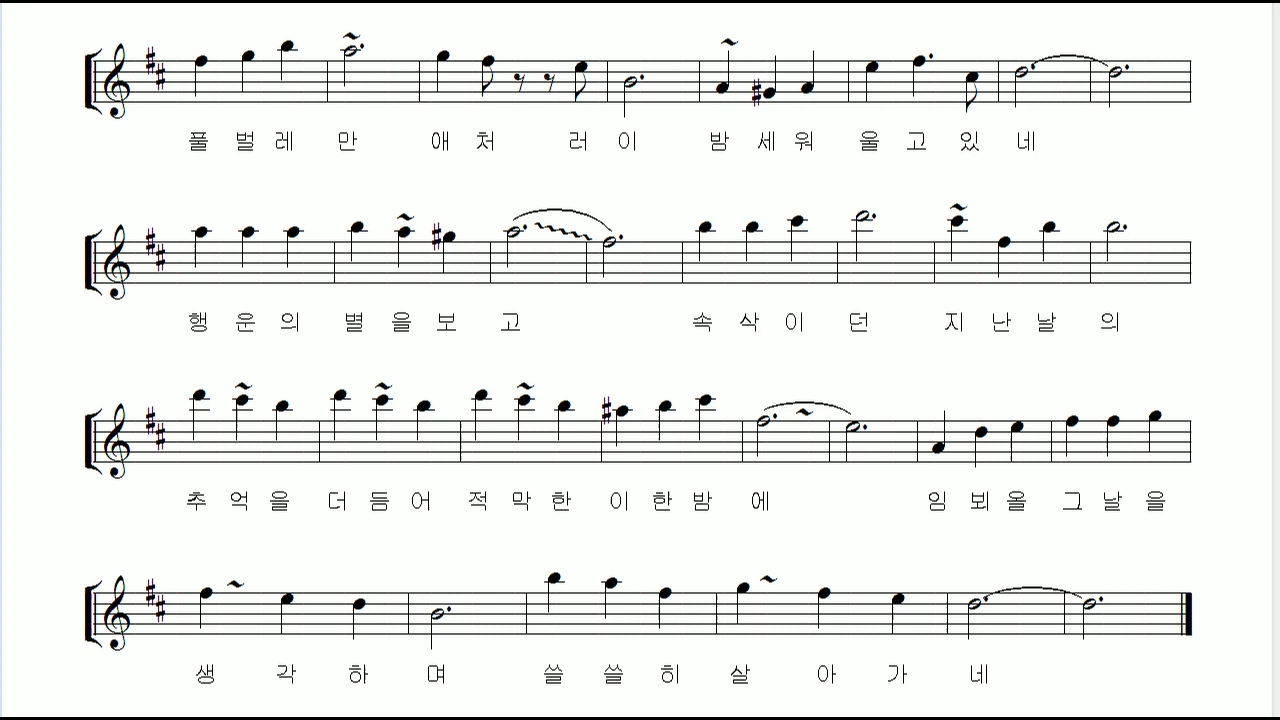 풀 벌 레 만 애 처 러 이 밤 세 워 울 고 있 네
행 운 의 별 을 보 고 속 삭 이 던 지 난 날 의
추 억 을 더 듬 어 적 막 한 이 한 밤 에 임 뵈 올 그 날 을
생 각 하 며 쓸 쓸 히 살 아 가 네